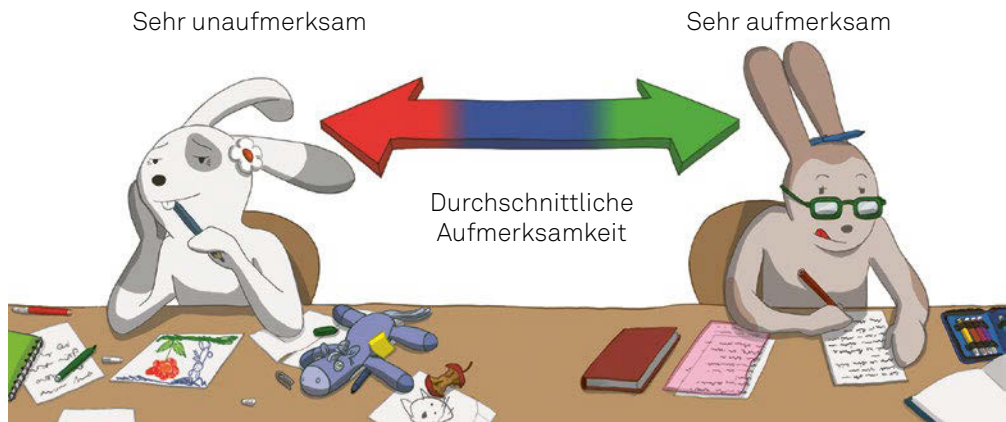 Sehr unaufmerksam
Sehr aufmerksam
Durchschnittliche
Aufmerksamkeit